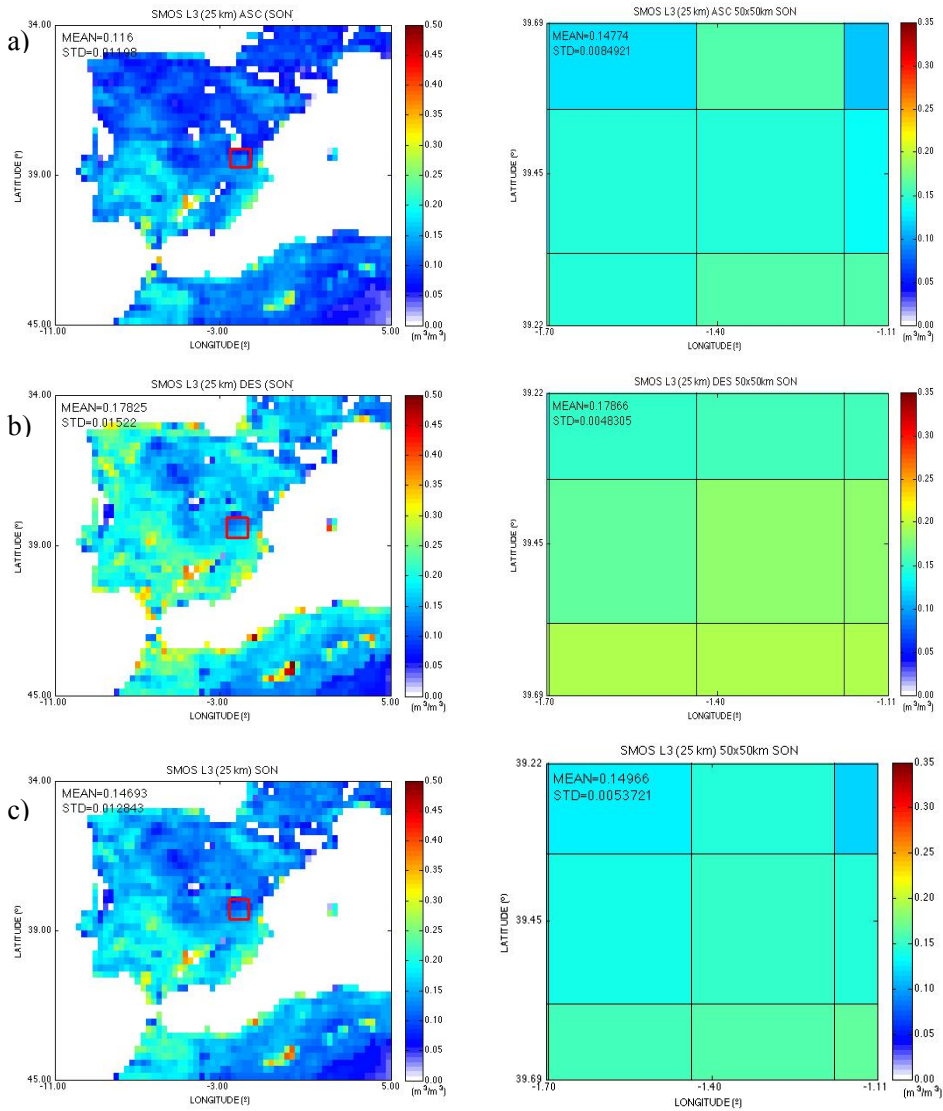 a)
SMOS L3 (25 km) ASC (SON)
MEAN=0.116
STD=0.01198
34.00
39.00
45.00
LATITUDE (º)
-11.00
-3.00
5.00
LONGITUDE (º)
0.50
0.45
0.40
0.35
0.30
0.25
0.20
0.15
0.10
0.05
0.00
(m³/m³)
SMOS L3 (25 km) ASC 50x50km SON
MEAN=0.14774
STD=0.0084921
39.69
39.45
39.22
LATITUDE (º)
-1.70
-1.40
-1.11
LONGITUDE (º)
0.35
0.30
0.25
0.20
0.15
0.10
0.05
0.00
(m³/m³)
b)
SMOS L3 (25 km) DES (SON)
MEAN=0.17825
STD=0.01522
34.00
39.00
45.00
LATITUDE (º)
-11.00
-3.00
5.00
LONGITUDE (º)
0.50
0.45
0.40
0.35
0.30
0.25
0.20
0.15
0.10
0.05
0.00
(m³/m³)
SMOS L3 (25 km) DES 50x50km SON
MEAN=0.17866
STD=0.0048305
39.22
39.45
39.69
LATITUDE (º)
-1.70
-1.40
-1.11
LONGITUDE (º)
0.35
0.30
0.25
0.20
0.15
0.10
0.05
0.00
(m³/m³)
c)
SMOS L3 (25 km) SON
MEAN=0.14693
STD=0.012843
34.00
39.00
45.00
LATITUDE (º)
-11.00
-3.00
5.00
LONGITUDE (º)
0.50
0.45
0.40
0.35
0.30
0.25
0.20
0.15
0.10
0.05
0.00
(m³/m³)
SMOS L3 (25 km) 50x50km SON
MEAN=0.14966
STD=0.0053721
39.22
39.45
39.69
LATITUDE (º)
-1.70
-1.40
-1.11
LONGITUDE (º)
0.35
0.30
0.25
0.20
0.15
0.10
0.05
0.00
(m³/m³)